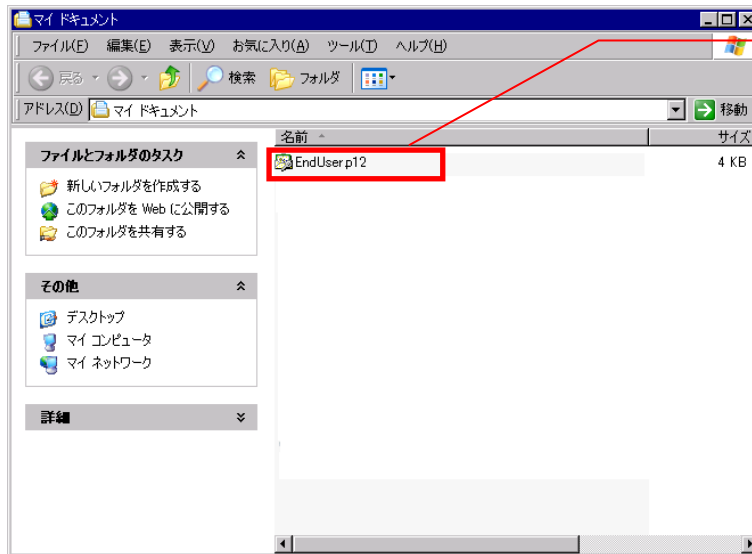 マイ ドキュメント
ファイル(F) 編集(E) 表示(V) お気に入り(A) ツール(T) ヘルプ(H)
戻る 検索 フォルダ
アドレス(D) マイ ドキュメント 移動
ファイルとフォルダのタスク
新しいフォルダを作成する
このフォルダを Web に公開する
このフォルダを共有する
その他
デスクトップ
マイ コンピュータ
マイ ネットワーク
詳細
名前 サイズ
EndUser.p12 4 KB